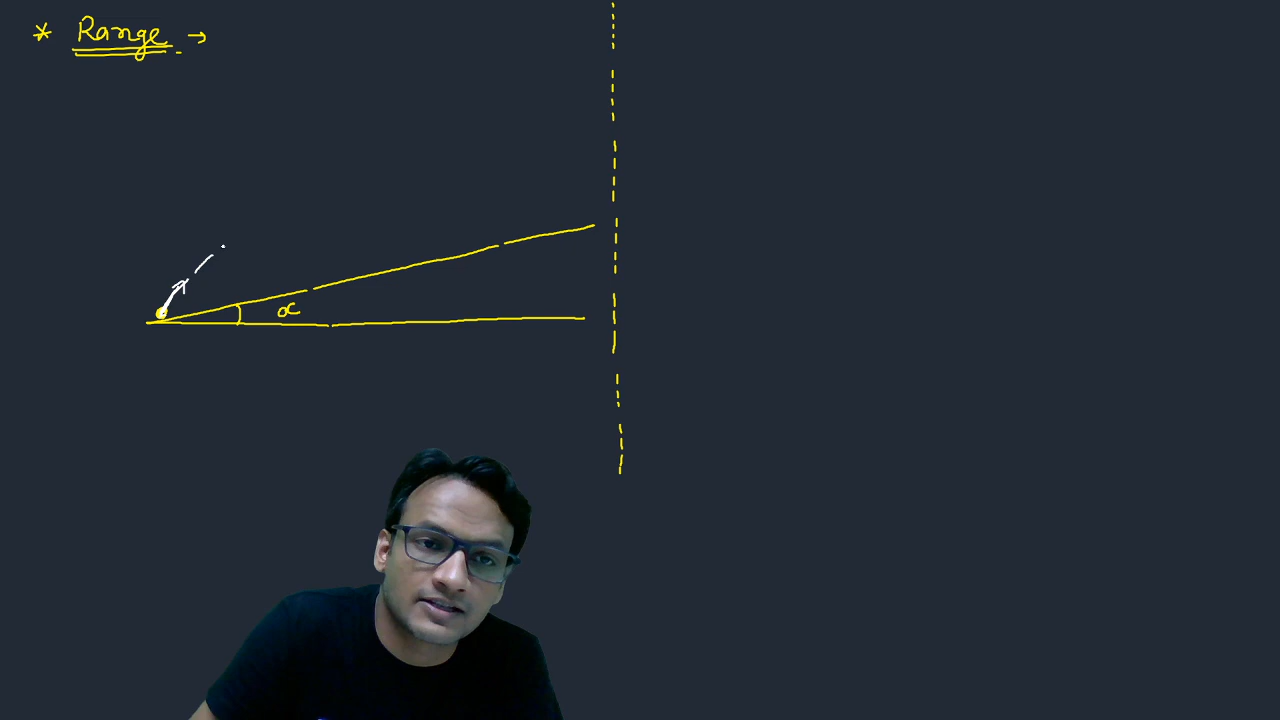 * Range →
α